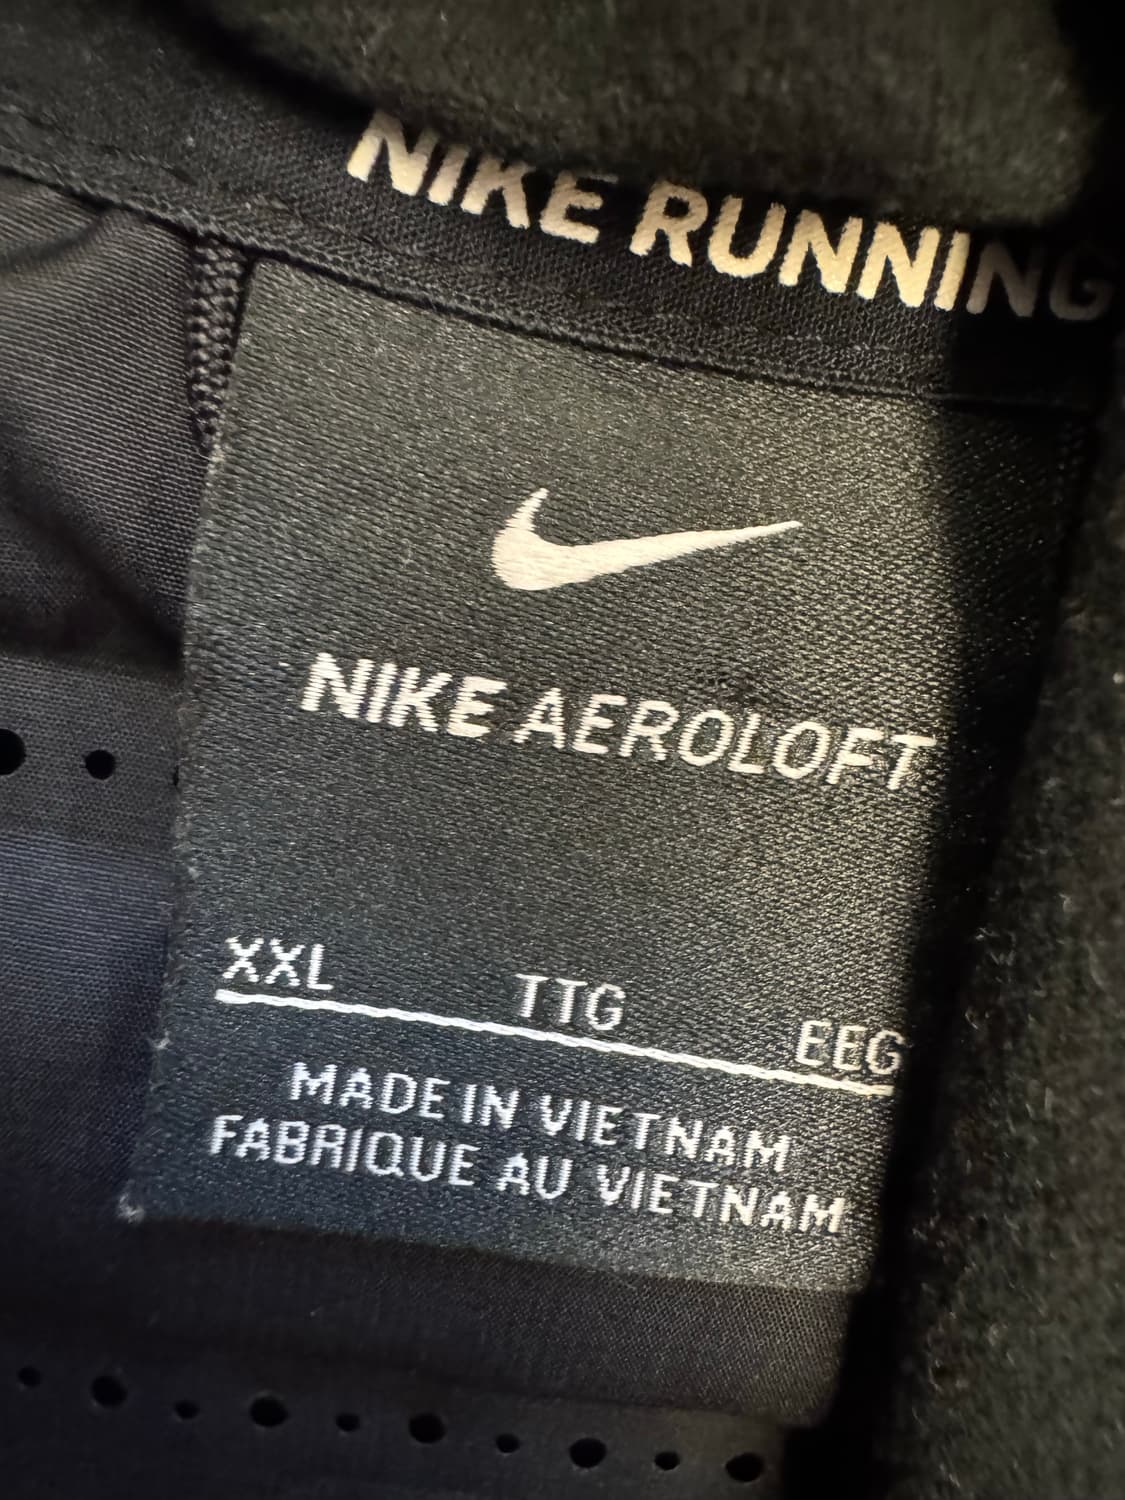 NIKE RUNNING
NIKE AEROLOFT
XXL TTG EEG
MADE IN VIETNAM
FABRIQUE AU VIETNAM